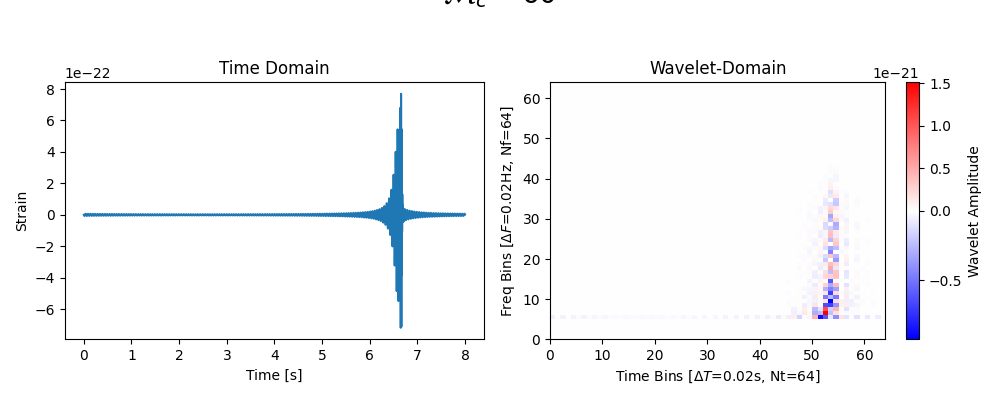 Time Domain
1e−22
8
6
4
2
0
−2
−4
−6
Strain
0 1 2 3 4 5 6 7 8
Time [s]
Wavelet-Domain
60
50
40
30
20
10
0
Freq Bins [ΔF=0.02Hz, Nf=64]
0 10 20 30 40 50 60
Time Bins [ΔT=0.02s, Nt=64]
1e−21
1.5
1.0
0.5
0.0
−0.5
Wavelet Amplitude